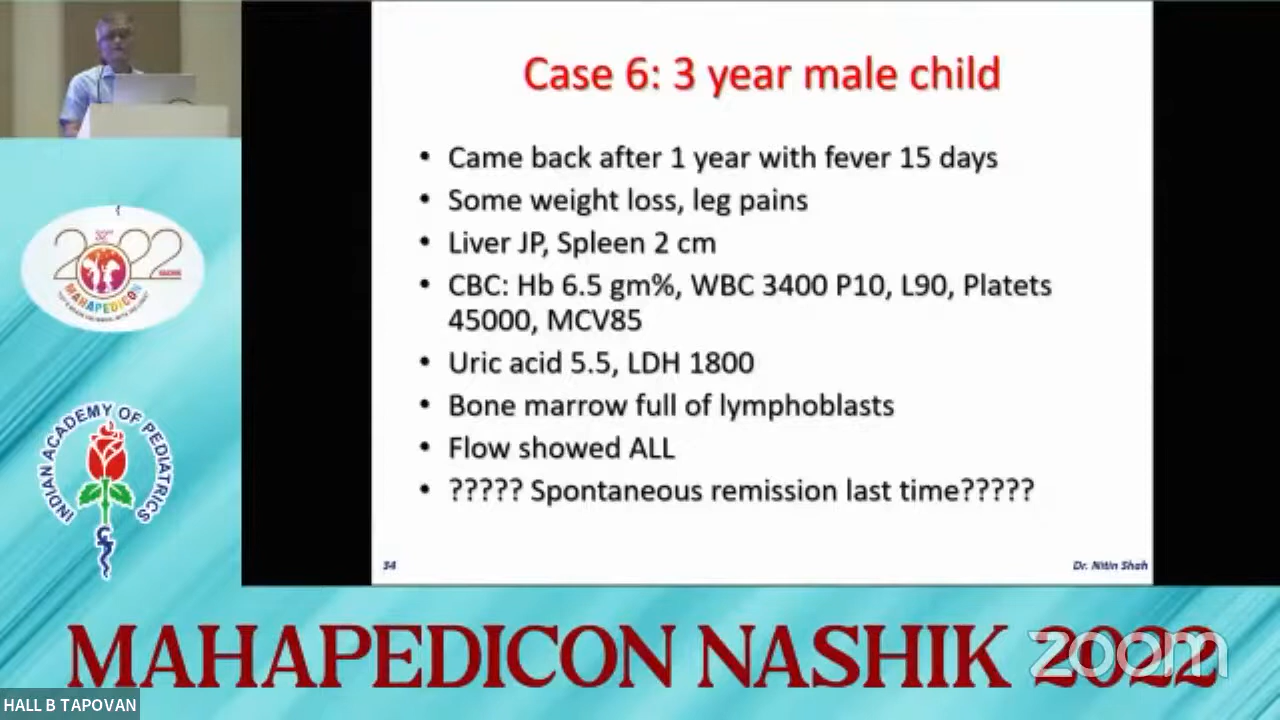 Case 6: 3 year male child
• Came back after 1 year with fever 15 days
• Some weight loss, leg pains
• Liver JP, Spleen 2 cm
• CBC: Hb 6.5 gm%, WBC 3400 P10, L90, Platets
45000, MCV85
• Uric acid 5.5, LDH 1800
• Bone marrow full of lymphoblasts
• Flow showed ALL
• ????? Spontaneous remission last time?????
34
Dr. Nitin Shah
2022
MAHAPEDICON
INDIAN ACADEMY OF PEDIATRICS
MAHAPEDICON NASHIK 2022
zoom
HALL B TAPOVAN